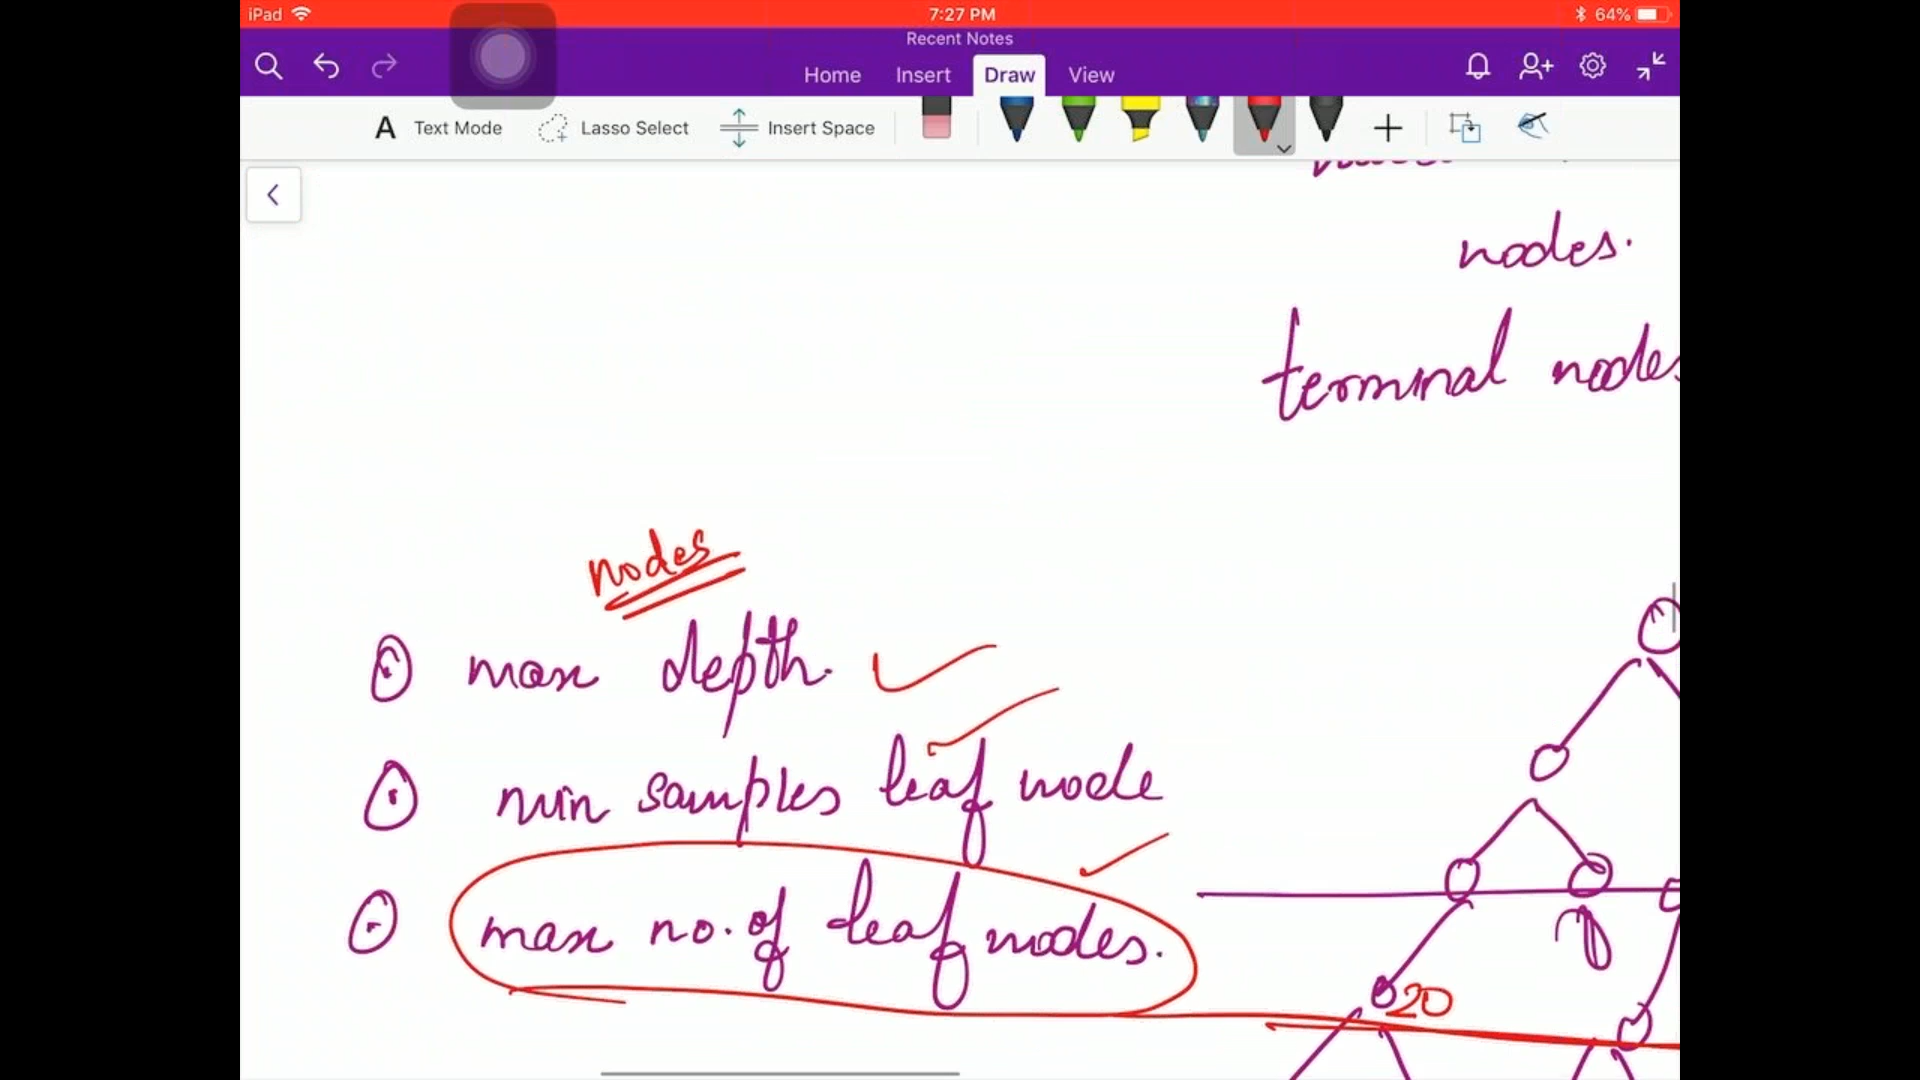 iPad 7:27 PM 64%
Recent Notes
Home Insert Draw View
A Text Mode Lasso Select Insert Space
nodes.
terminal nodes
nodes
max depth.
min samples leaf node
max no. of leaf nodes.
20